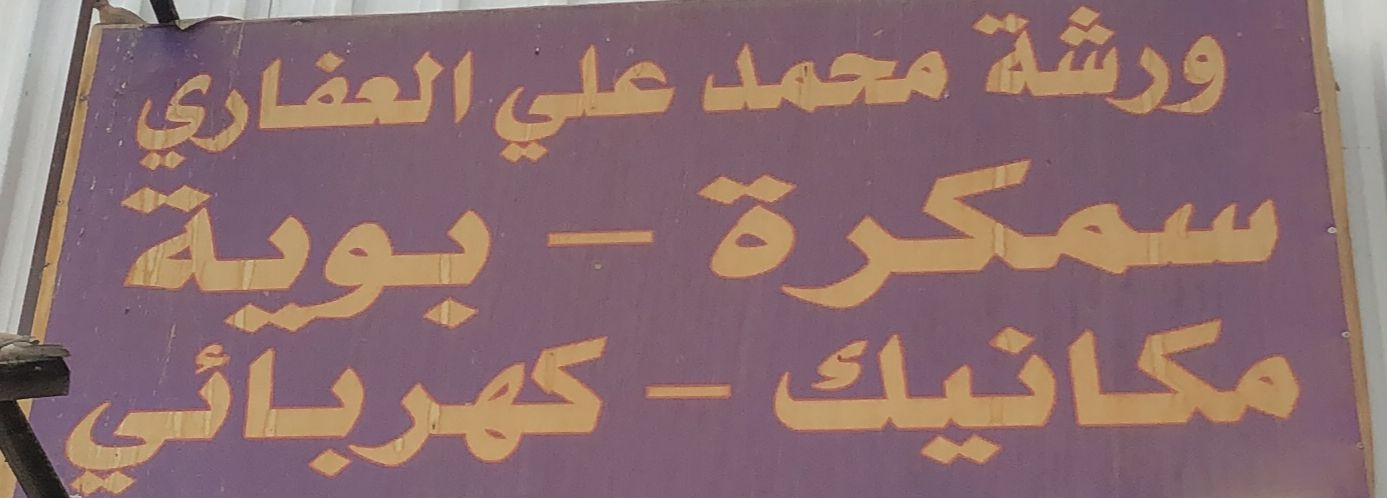 ورشة محمد علي العفاري
سمكرة - بوية
مكانيك - كهربائي